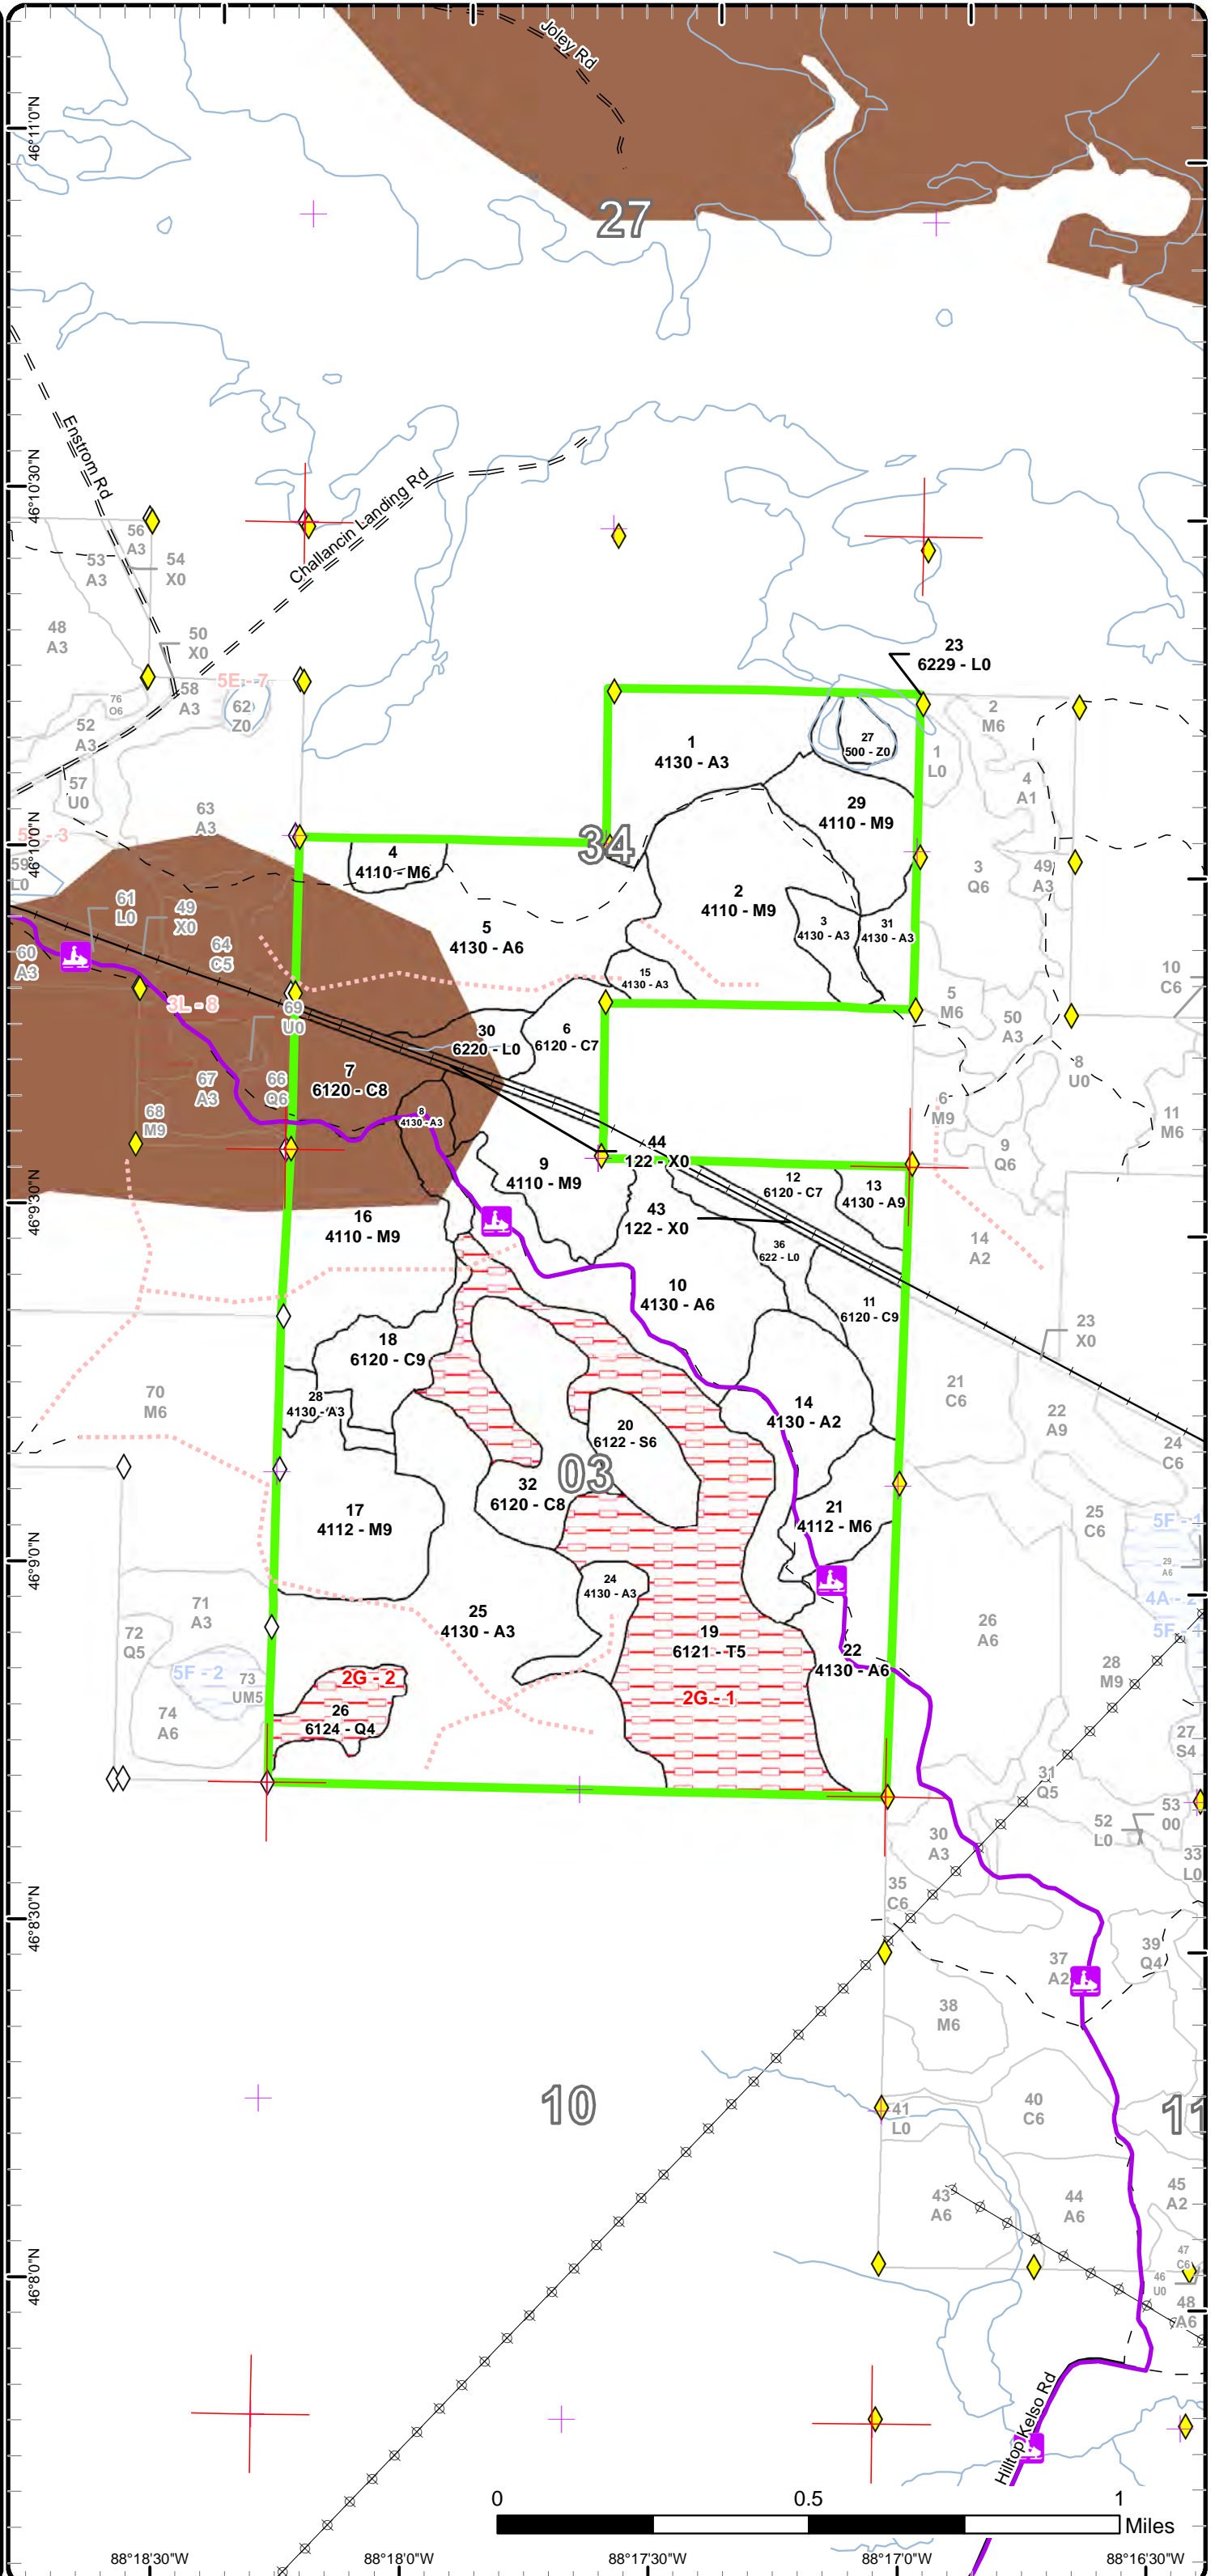 Joley Rd
46°11'0"N
27
Enstrom Rd
46°10'30"N
Challancin Landing Rd
56
A3
53
A3
54
X0
48
A3
50
X0
23
6229 - L0
5E - 7
58
A3
76
O6
62
Z0
52
A3
2
M6
1
4130 - A3
27
500 - Z0
1
L0
57
U0
4
A1
63
A3
29
4110 - M9
46°10'0"N
34
4
4110 - M6
59
L0
3
Q6
49
A3
61
L0
49
X0
2
4110 - M9
5
4130 - A6
3
4130 - A3
31
4130 - A3
64
C5
60
A3
15
4130 - A3
10
C6
3L - 8
69
U0
5
M6
50
A3
30
6220 - L0
6
6120 - C7
8
U0
7
6120 - C8
67
A3
66
Q6
6
M9
68
M9
8
4130 - A3
11
M6
44
122 - X0
9
Q6
9
4110 - M9
12
6120 - C7
13
4130 - A9
46°9'30"N
16
4110 - M9
43
122 - X0
14
A2
36
622 - L0
10
4130 - A6
11
6120 - C9
23
X0
18
6120 - C9
21
C6
70
M6
28
4130 - A3
14
4130 - A2
22
A9
20
6122 - S6
24
C6
03
32
6120 - C8
17
4112 - M9
21
4112 - M6
25
C6
5F - 1
46°9'0"N
29
A6
24
4130 - A3
4A - 2
71
A3
25
4130 - A3
26
A6
5F - 1
72
Q5
19
6121 - T5
22
4130 - A6
5F - 2
2G - 2
28
M9
73
UM5
2G - 1
74
A6
26
6124 - Q4
27
S4
31
Q5
53
00
52
L0
30
A3
33
L0
35
C6
46°8'30"N
37
A2
39
Q4
38
M6
10
40
C6
11
41
L0
43
A6
44
A6
45
A2
47
C6
46°8'0"N
46
U0
48
A6
Hilltop Kelso Rd
0
0.5
1
Miles
88°18'30"W
88°18'0"W
88°17'30"W
88°17'0"W
88°16'30"W